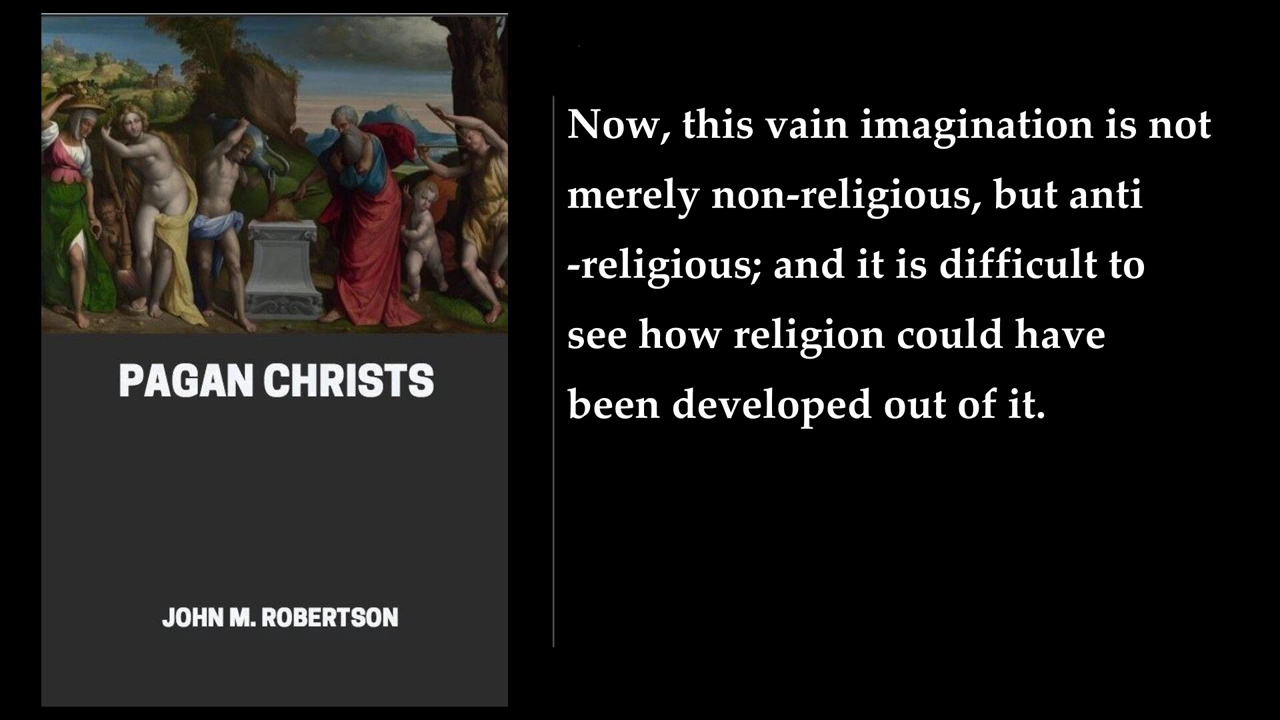 PAGAN CHRISTS
JOHN M. ROBERTSON
Now, this vain imagination is not
merely non-religious, but anti
-religious; and it is difficult to
see how religion could have
been developed out of it.